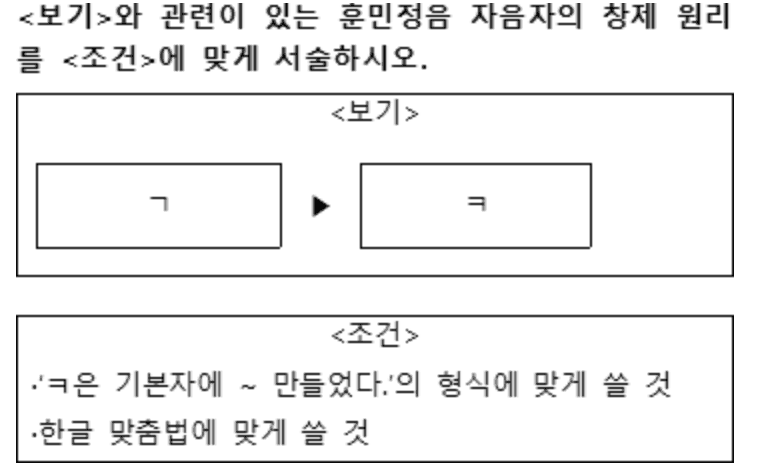 <보기>와 관련이 있는 훈민정음 자음자의 창제 원리
를 <조건>에 맞게 서술하시오.
<보기>
ㄱ ▶ ㅋ
<조건>
·'ㅋ은 기본자에 ~ 만들었다.'의 형식에 맞게 쓸 것
·한글 맞춤법에 맞게 쓸 것